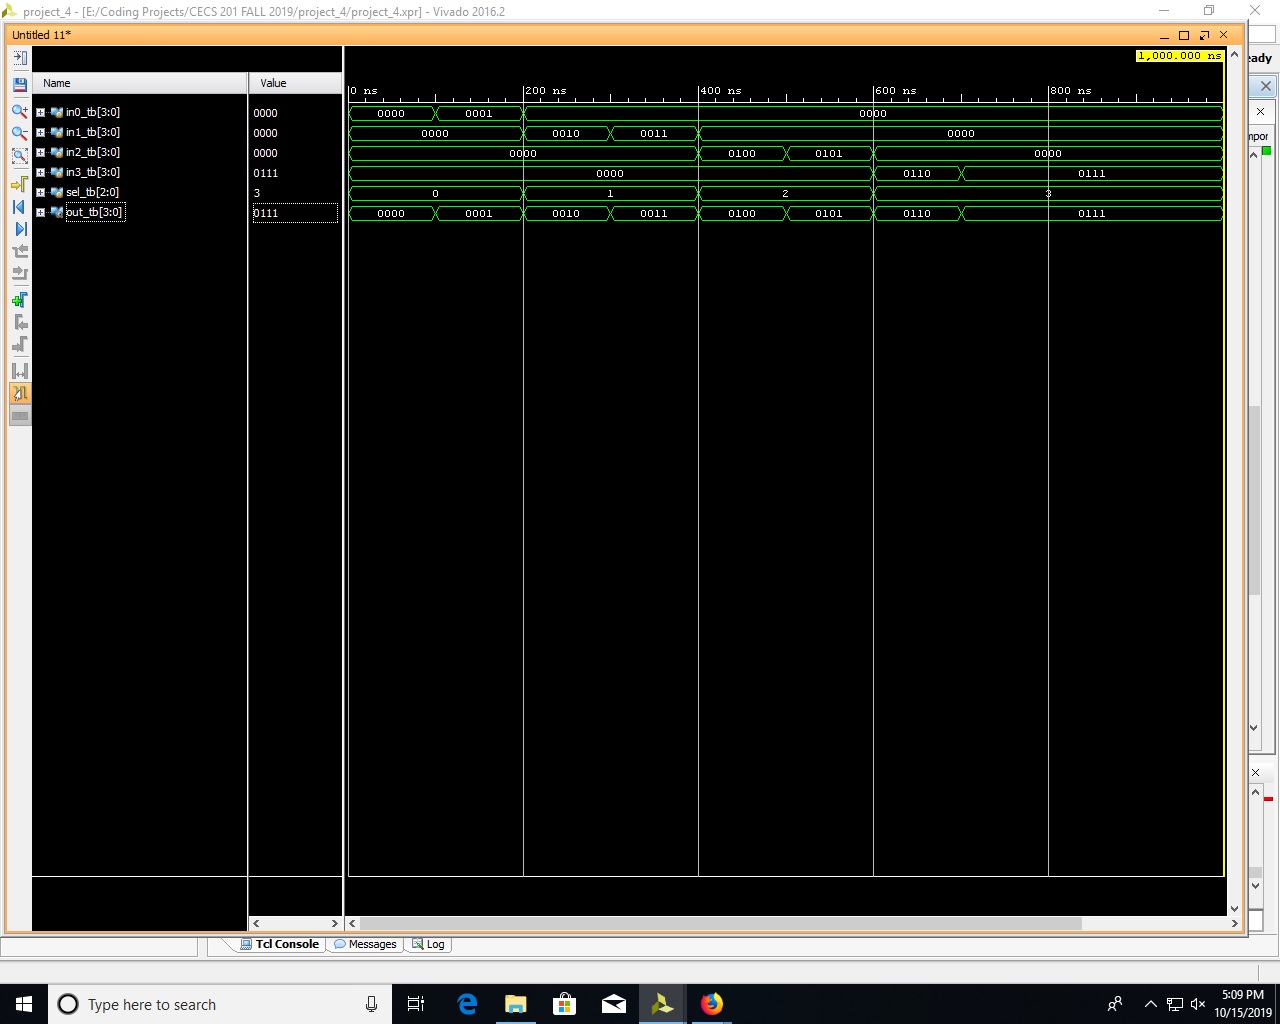 project_4 - [E:/Coding Projects/CECS 201 FALL 2019/project_4/project_4.xpr] - Vivado 2016.2
Untitled 11*
eady
1,000.000 ns
Name Value
0 ns 200 ns 400 ns 600 ns 800 ns
in0_tb[3:0] 0000 0000 0001 0000
in1_tb[3:0] 0000 0000 0010 0011 0000
in2_tb[3:0] 0000 0000 0100 0101 0000
in3_tb[3:0] 0111 0000 0110 0111
sel_tb[2:0] 3 0 1 2 3
out_tb[3:0] 0111 0000 0001 0010 0011 0100 0101 0110 0111
mpor
Tcl Console Messages Log
Type here to search
5:09 PM
10/15/2019